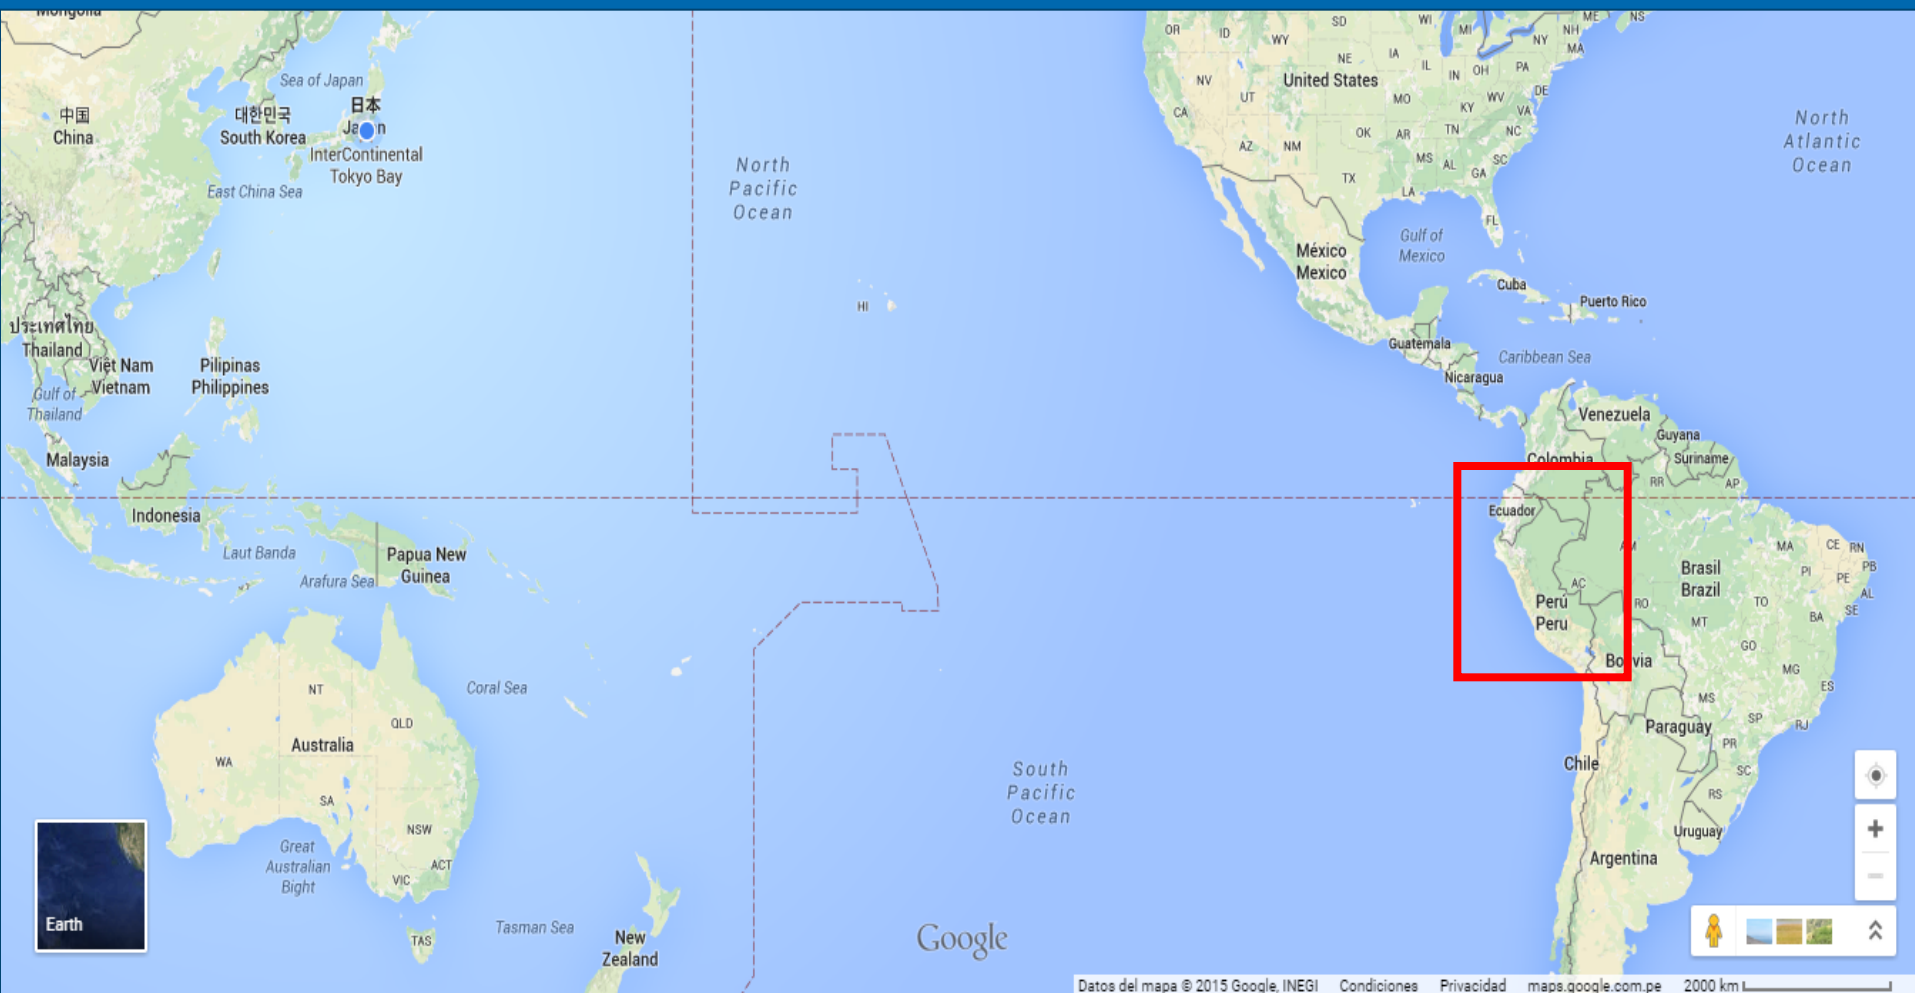 Mongolia
中国
China
Sea of Japan
대한민국
South Korea
日本
Japan
InterContinental
Tokyo Bay
East China Sea
ประเทศไทย
Thailand
Việt Nam
Vietnam
Gulf of
Thailand
Pilipinas
Philippines
Malaysia
Indonesia
Laut Banda
Arafura Sea
Papua New
Guinea
Coral Sea
NT
QLD
Australia
WA
SA
NSW
ACT
VIC
TAS
Great
Australian
Bight
Tasman Sea
New
Zealand
Earth
North
Pacific
Ocean
HI
South
Pacific
Ocean
Google
OR
ID
WY
SD
NE
IA
WI
MI
IL
IN
OH
PA
NY
NH
MA
ME
NS
NV
UT
United States
MO
KY
WV
DE
VA
CA
AZ
NM
OK
AR
TN
NC
MS
AL
SC
GA
TX
LA
FL
North
Atlantic
Ocean
México
Mexico
Gulf of
Mexico
Cuba
Puerto Rico
Guatemala
Caribbean Sea
Nicaragua
Venezuela
Guyana
Suriname
Colombia
RR
AP
Ecuador
AM
MA
CE
RN
PB
PI
PE
AL
SE
AC
Brasil
Brazil
Perú
Peru
RO
TO
BA
MT
GO
Bolivia
MG
ES
MS
SP
RJ
Paraguay
PR
SC
Chile
RS
Uruguay
Argentina
Datos del mapa © 2015 Google, INEGI Condiciones Privacidad maps.google.com.pe 2000 km